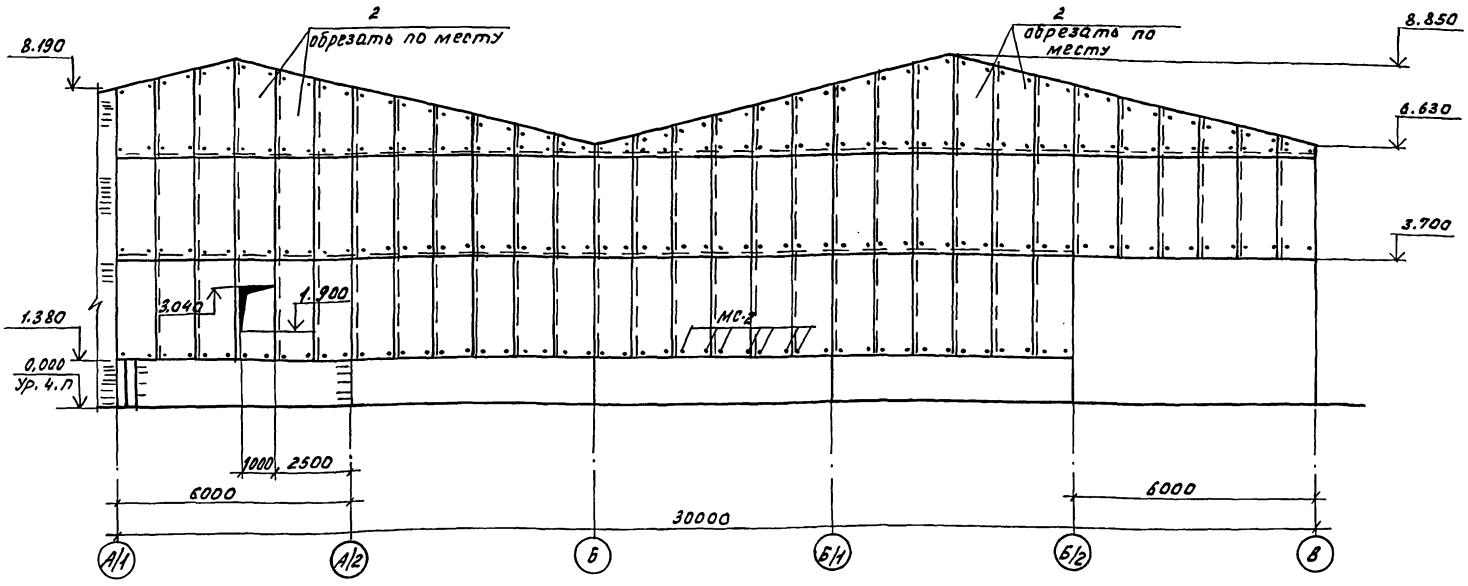 2
обрезать по месту
2
обрезать по
месту
8.190
8.850
6.630
3.700
3.040
1.900
МС-2
1.380
0,000
Ур. ч.п
1000
2500
6000
6000
30000
А/1
А/2
Б
Б/1
Б/2
В